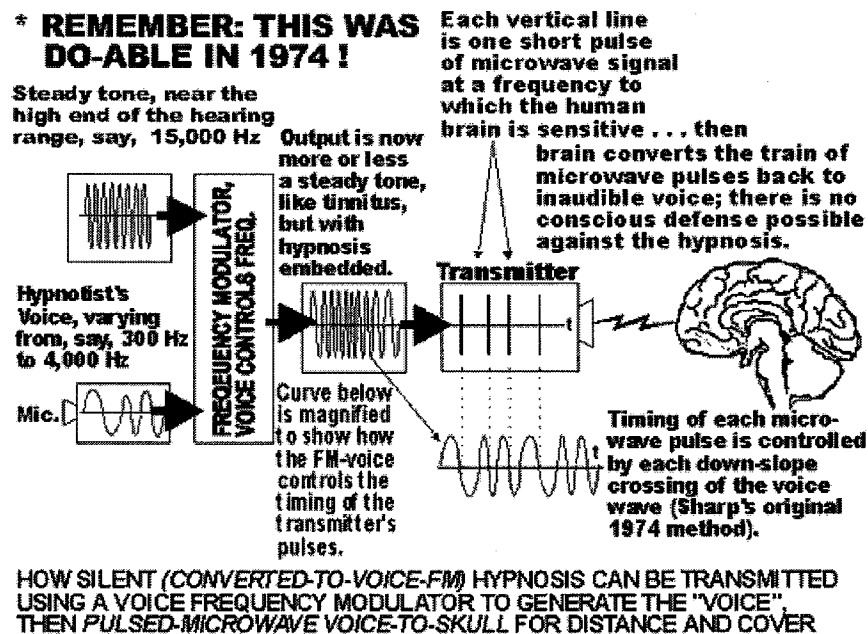 * REMEMBER: THIS WAS
DO-ABLE IN 1974 !
Steady tone, near the
high end of the hearing
range, say, 15,000 Hz
Each vertical line
is one short pulse
of microwave signal
at a frequency to
which the human
brain is sensitive . . . then
brain converts the train of
microwave pulses back to
inaudible voice; there is no
conscious defense possible
against the hypnosis.
Output is now
more or less
a steady tone,
like tinnitus,
but with
hypnosis
embedded.
FREQEUENCY MODULATOR,
VOICE CONTROLS FREQ.
Transmitter
t
Hypnotist's
Voice, varying
from, say, 300 Hz
to 4,000 Hz
Mic.
Curve below
is magnified
to show how
the FM-voice
controls the
timing of the
transmitter's
pulses.
t
Timing of each micro-
wave pulse is controlled
by each down-slope
crossing of the voice
wave (Sharp's original
1974 method).
HOW SILENT (CONVERTED-TO-VOICE-FM) HYPNOSIS CAN BE TRANSMITTED
USING A VOICE FREQUENCY MODULATOR TO GENERATE THE "VOICE",
THEN PULSED-MICROWAVE VOICE-TO-SKULL FOR DISTANCE AND COVER